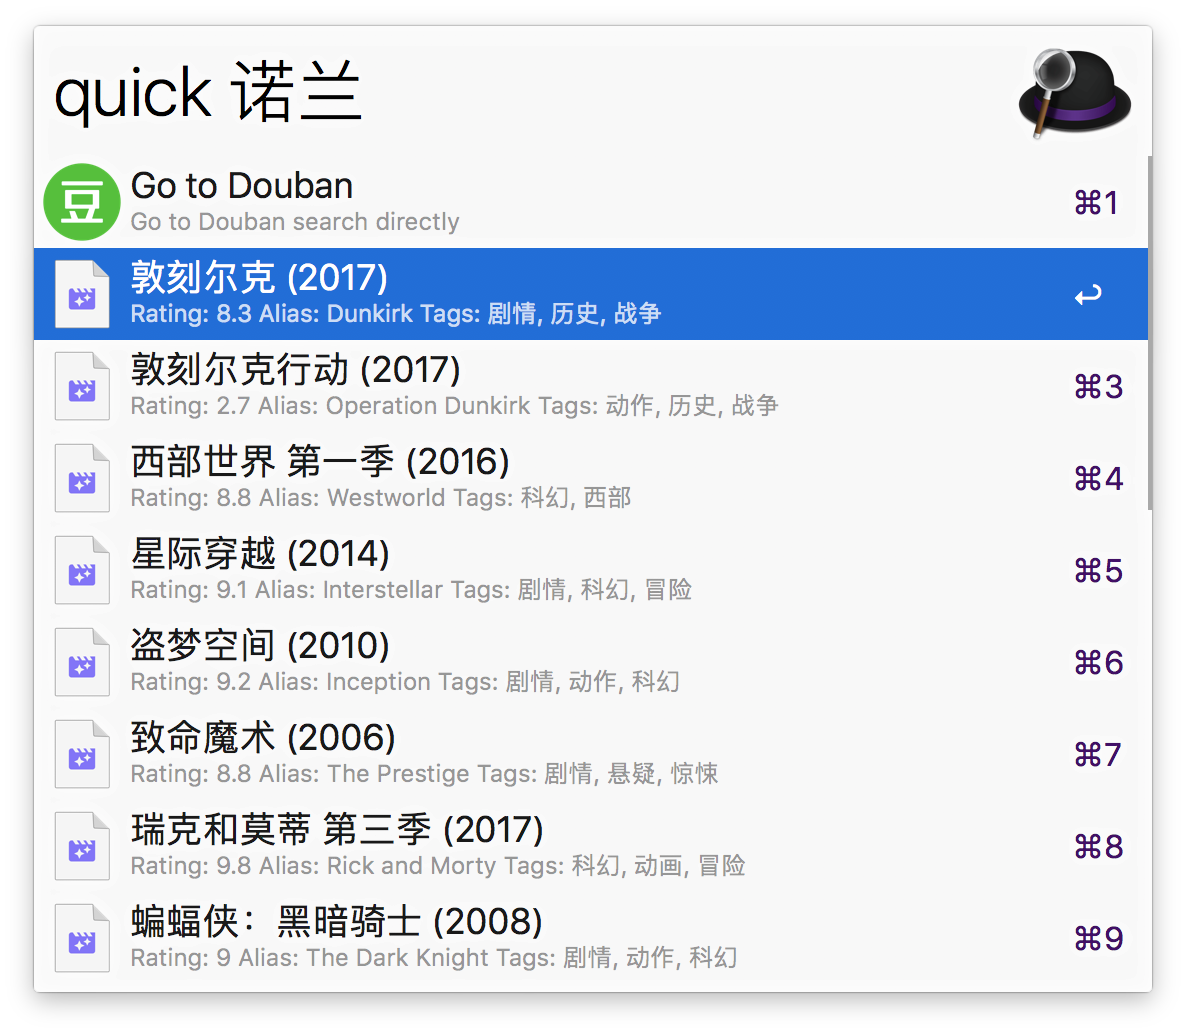 quick 诺兰
豆
Go to Douban
Go to Douban search directly
⌘1
敦刻尔克 (2017)
Rating: 8.3 Alias: Dunkirk Tags: 剧情, 历史, 战争
↩
敦刻尔克行动 (2017)
Rating: 2.7 Alias: Operation Dunkirk Tags: 动作, 历史, 战争
⌘3
西部世界 第一季 (2016)
Rating: 8.8 Alias: Westworld Tags: 科幻, 西部
⌘4
星际穿越 (2014)
Rating: 9.1 Alias: Interstellar Tags: 剧情, 科幻, 冒险
⌘5
盗梦空间 (2010)
Rating: 9.2 Alias: Inception Tags: 剧情, 动作, 科幻
⌘6
致命魔术 (2006)
Rating: 8.8 Alias: The Prestige Tags: 剧情, 悬疑, 惊悚
⌘7
瑞克和莫蒂 第三季 (2017)
Rating: 9.8 Alias: Rick and Morty Tags: 科幻, 动画, 冒险
⌘8
蝙蝠侠：黑暗骑士 (2008)
Rating: 9 Alias: The Dark Knight Tags: 剧情, 动作, 科幻
⌘9